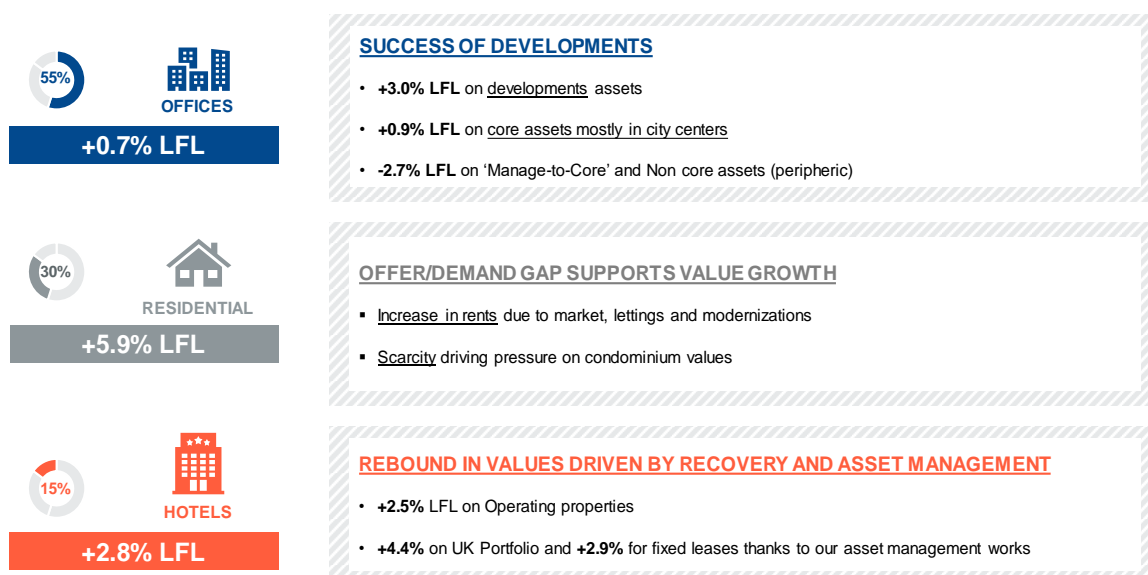 55%
OFFICES
+0.7% LFL
SUCCESS OF DEVELOPMENTS
• +3.0% LFL on developments assets
• +0.9% LFL on core assets mostly in city centers
• -2.7% LFL on ‘Manage-to-Core’ and Non core assets (peripheric)
30%
RESIDENTIAL
+5.9% LFL
OFFER/DEMAND GAP SUPPORTS VALUE GROWTH
▪ Increase in rents due to market, lettings and modernizations
▪ Scarcity driving pressure on condominium values
15%
HOTELS
+2.8% LFL
REBOUND IN VALUES DRIVEN BY RECOVERY AND ASSET MANAGEMENT
• +2.5% LFL on Operating properties
• +4.4% on UK Portfolio and +2.9% for fixed leases thanks to our asset management works